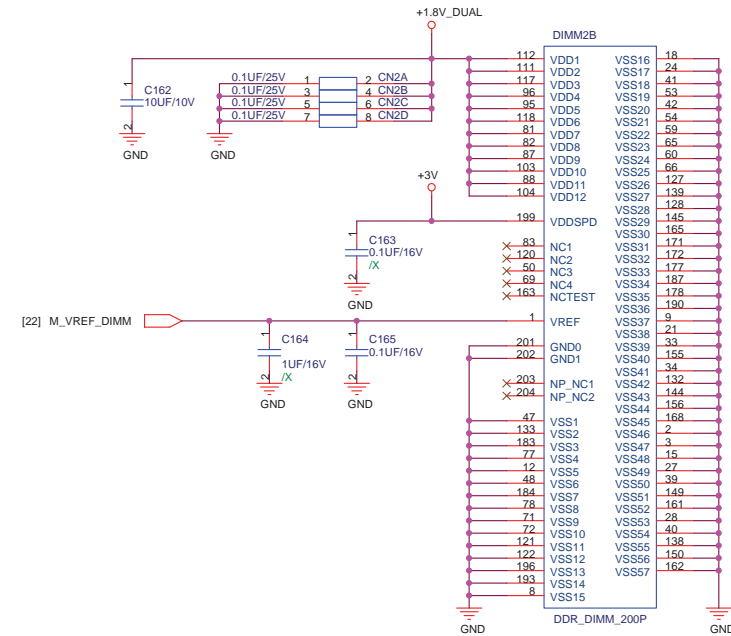 +1.8V_DUAL
DIMM2B
1
C162
10UF/10V
2
GND
0.1UF/25V 1 2 CN2A
0.1UF/25V 3 4 CN2B
0.1UF/25V 5 6 CN2C
0.1UF/25V 7 8 CN2D
GND
+3V
1
C163
0.1UF/16V
/X
2
GND
[22] M_VREF_DIMM
1
C164
1UF/16V
/X
2
GND
1
C165
0.1UF/16V
2
GND
112 VDD1
111 VDD2
117 VDD3
96 VDD4
95 VDD5
118 VDD6
81 VDD7
82 VDD8
87 VDD9
103 VDD10
88 VDD11
104 VDD12
199 VDDSPD
83 NC1
120 NC2
50 NC3
69 NC4
163 NCTEST
1 VREF
201 GND0
202 GND1
203 NP_NC1
204 NP_NC2
47 VSS1
133 VSS2
183 VSS3
77 VSS4
12 VSS5
48 VSS6
184 VSS7
78 VSS8
71 VSS9
72 VSS10
121 VSS11
122 VSS12
196 VSS13
193 VSS14
8 VSS15
GND
VSS16 18
VSS17 24
VSS18 41
VSS19 53
VSS20 42
VSS21 54
VSS22 59
VSS23 65
VSS24 60
VSS25 66
VSS26 127
VSS27 139
VSS28 128
VSS29 145
VSS30 165
VSS31 171
VSS32 172
VSS33 177
VSS34 187
VSS35 178
VSS36 190
VSS37 9
VSS38 21
VSS39 33
VSS40 155
VSS41 34
VSS42 132
VSS43 144
VSS44 156
VSS45 168
VSS46 2
VSS47 3
VSS48 15
VSS49 27
VSS50 39
VSS51 149
VSS52 161
VSS53 28
VSS54 40
VSS55 138
VSS56 150
VSS57 162
DDR_DIMM_200P
GND